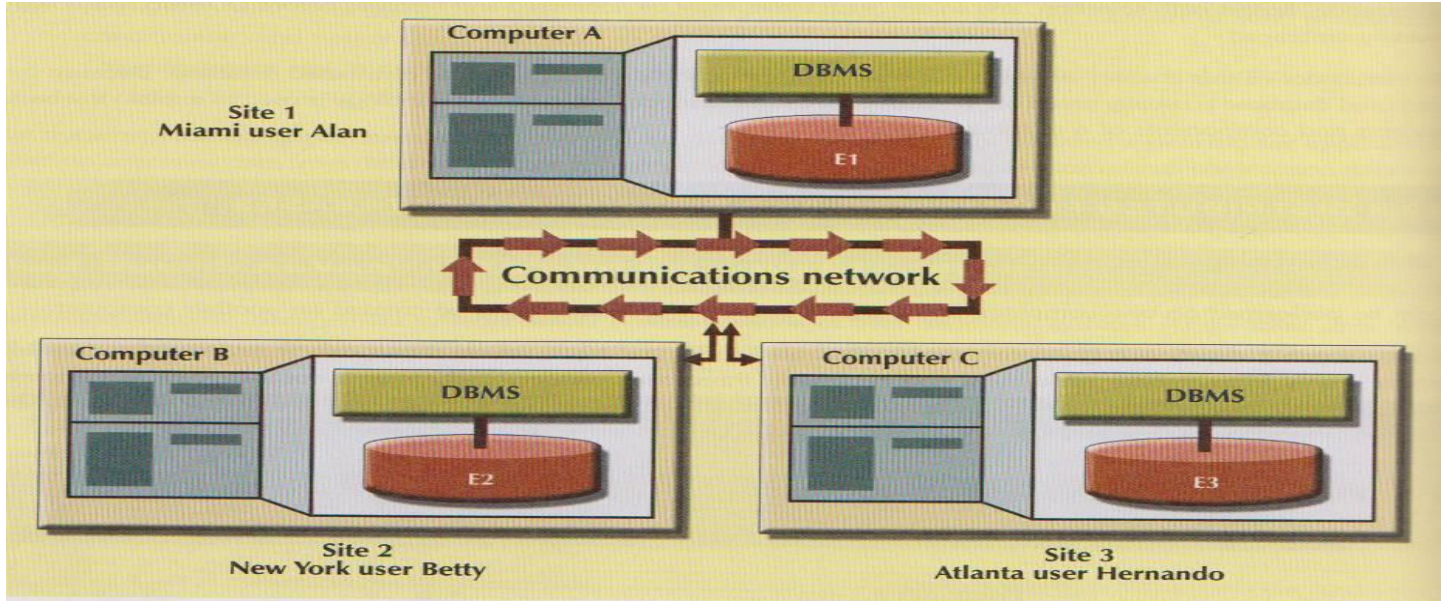 Computer A
DBMS
E1
Site 1
Miami user Alan
Communications network
Computer B
DBMS
E2
Site 2
New York user Betty
Computer C
DBMS
E3
Site 3
Atlanta user Hernando